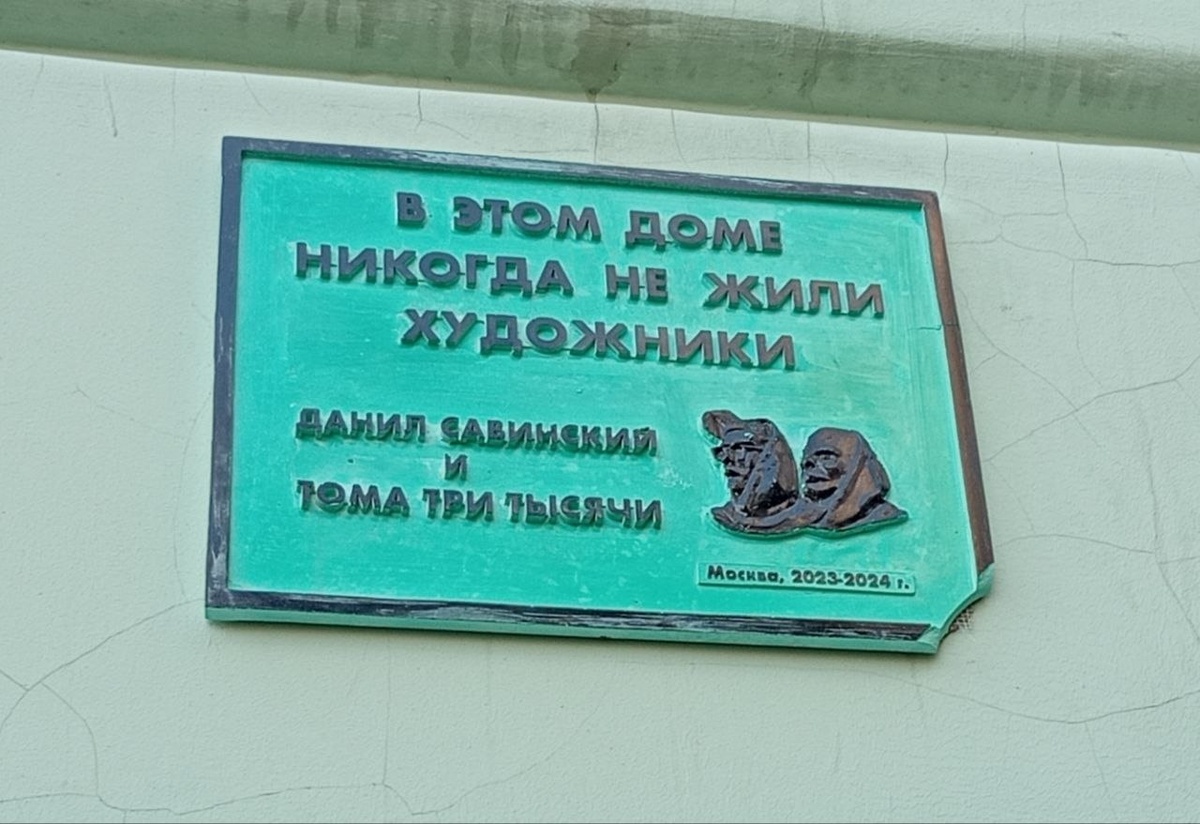 В ЭТОМ ДОМЕ
НИКОГДА НЕ ЖИЛИ
ХУДОЖНИКИ
ДАНИЛ САВИНСКИЙ
И
ТОМА ТРИ ТЫСЯЧИ
Москва, 2023-2024 г.